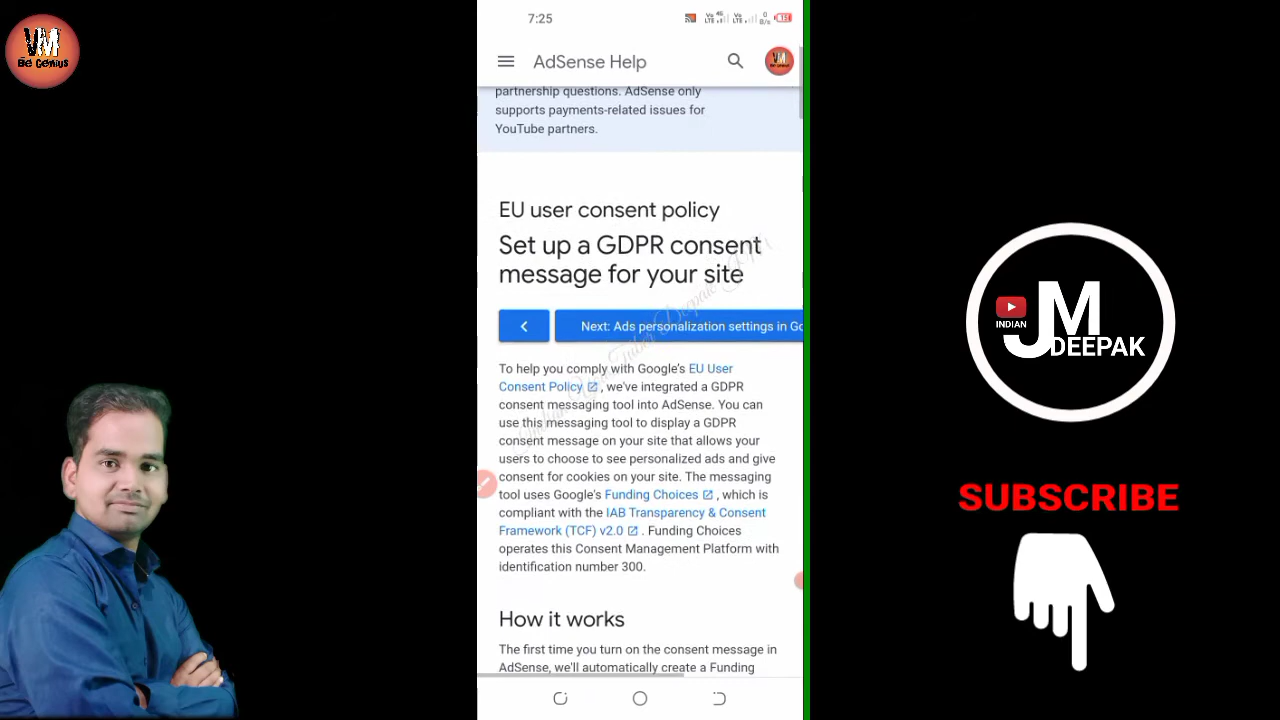 VM
Be Genius
7:25
Vo 4G
LTE
Vo
LTE
0
B/s
AdSense Help
partnership questions. AdSense only
supports payments-related issues for
YouTube partners.
EU user consent policy
Set up a GDPR consent
message for your site
Next: Ads personalization settings in Go
To help you comply with Google's EU User
Consent Policy , we've integrated a GDPR
consent messaging tool into AdSense. You can
use this messaging tool to display a GDPR
consent message on your site that allows your
users to choose to see personalized ads and give
consent for cookies on your site. The messaging
tool uses Google's Funding Choices , which is
compliant with the IAB Transparency & Consent
Framework (TCF) v2.0 . Funding Choices
operates this Consent Management Platform with
identification number 300.
How it works
The first time you turn on the consent message in
AdSense, we'll automatically create a Funding
INDIAN
JM
DEEPAK
SUBSCRIBE